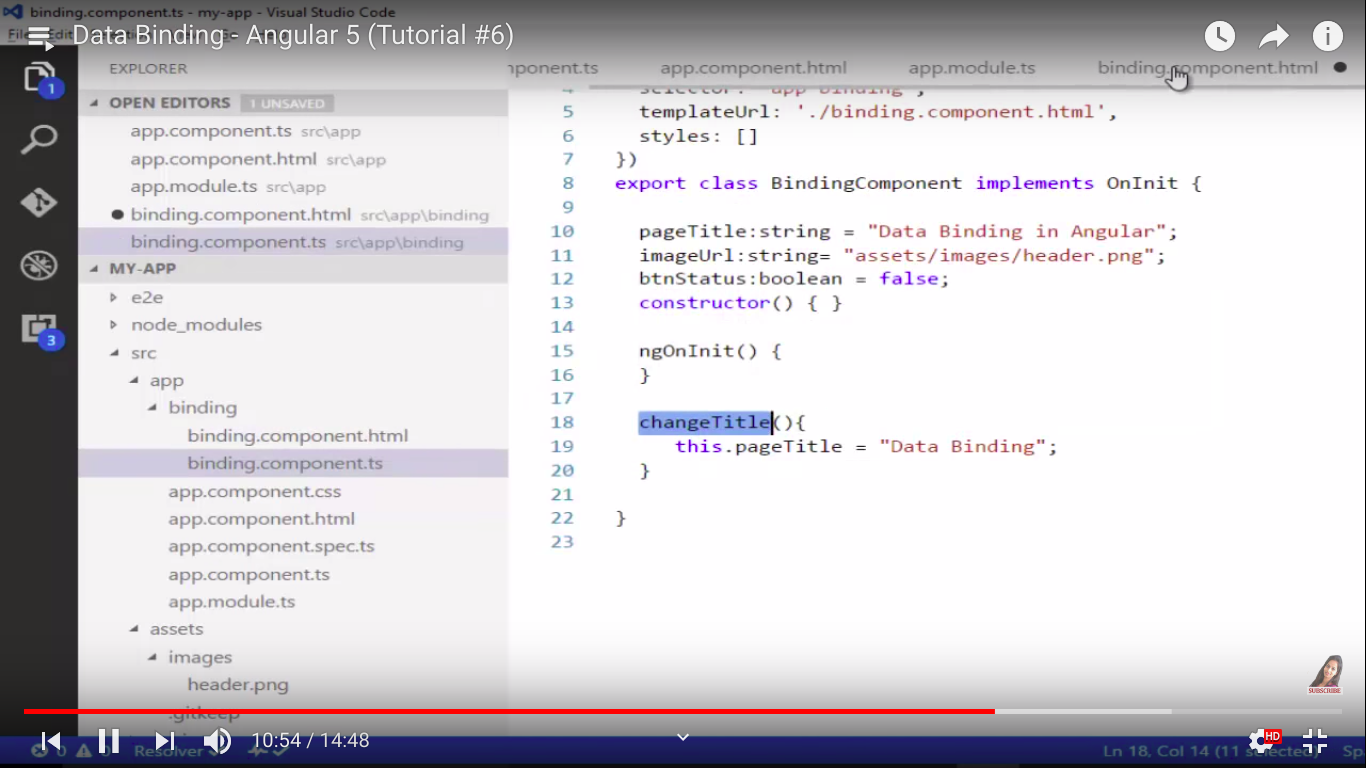 binding.component.ts - my-app - Visual Studio Code
Data Binding - Angular 5 (Tutorial #6)
1
EXPLORER
OPEN EDITORS 1 UNSAVED
app.component.ts src\app
app.component.html src\app
app.module.ts src\app
binding.component.html src\app\binding
binding.component.ts src\app\binding
MY-APP
e2e
node_modules
3
src
app
binding
binding.component.html
binding.component.ts
app.component.css
app.component.html
app.component.spec.ts
app.component.ts
app.module.ts
assets
images
header.png
.gitkeep
ponent.ts app.component.html app.module.ts binding.component.html
4 selector: 'app-binding',
5 templateUrl: './binding.component.html',
6 styles: []
7 })
8 export class BindingComponent implements OnInit {
9
10 pageTitle:string = "Data Binding in Angular";
11 imageUrl:string= "assets/images/header.png";
12 btnStatus:boolean = false;
13 constructor() { }
14
15 ngOnInit() {
16 }
17
18 changeTitle(){
19 this.pageTitle = "Data Binding";
20 }
21
22 }
23
SUBSCRIBE
10:54 / 14:48
HD
0 0 Resolver
Ln 18, Col 14 (11 selected) Sp